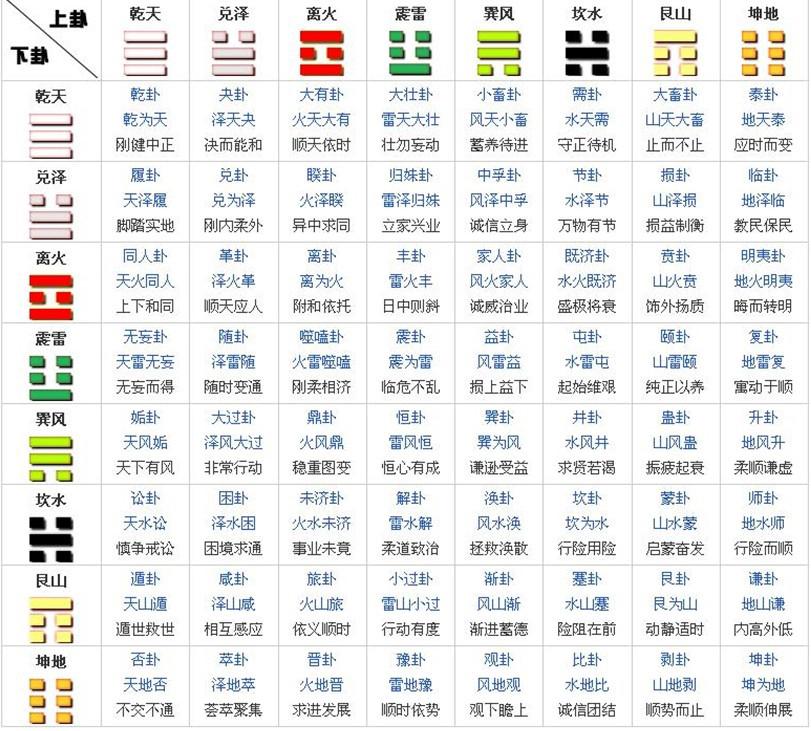 上卦
下卦
乾天 兑泽 离火 震雷 巽风 坎水 艮山 坤地
乾天 乾卦 夬卦 大有卦 大壮卦 小畜卦 需卦 大畜卦 泰卦
乾为天 泽天夬 火天大有 雷天大壮 风天小畜 水天需 山天大畜 地天泰
刚健中正 决而能和 顺天依时 壮勿妄动 蓄养待进 守正待机 止而不止 应时而变
兑泽 履卦 兑卦 睽卦 归妹卦 中孚卦 节卦 损卦 临卦
天泽履 兑为泽 火泽睽 雷泽归妹 风泽中孚 水泽节 山泽损 地泽临
脚踏实地 刚内柔外 异中求同 立家兴业 诚信立身 万物有节 损益制衡 教民保民
离火 同人卦 革卦 离卦 丰卦 家人卦 既济卦 贲卦 明夷卦
天火同人 泽火革 离为火 雷火丰 风火家人 水火既济 山火贲 地火明夷
上下和同 顺天应人 附和依托 日中则斜 诚威治业 盛极将衰 饰外扬质 晦而转明
震雷 无妄卦 随卦 噬嗑卦 震卦 益卦 屯卦 颐卦 复卦
天雷无妄 泽雷随 火雷噬嗑 震为雷 风雷益 水雷屯 山雷颐 地雷复
无妄而得 随时变通 刚柔相济 临危不乱 损上益下 起始维艰 纯正以养 寓动于顺
巽风 姤卦 大过卦 鼎卦 恒卦 巽卦 井卦 蛊卦 升卦
天风姤 泽风大过 火风鼎 雷风恒 巽为风 水风井 山风蛊 地风升
天下有风 非常行动 稳重图变 恒心有成 谦逊受益 求贤若渴 振疲起衰 柔顺谦虚
坎水 讼卦 困卦 未济卦 解卦 涣卦 坎卦 蒙卦 师卦
天水讼 泽水困 火水未济 雷水解 风水涣 坎为水 山水蒙 地水师
慎争戒讼 困境求通 事业未竟 柔道致治 拯救涣散 行险用险 启蒙奋发 行险而顺
艮山 遁卦 咸卦 旅卦 小过卦 渐卦 塞卦 艮卦 谦卦
天山遁 泽山咸 火山旅 雷山小过 风山渐 水山塞 艮为山 地山谦
遁世救世 相互感应 依义顺时 行动有度 渐进蓄德 险阻在前 动静适时 内高外低
坤地 否卦 萃卦 晋卦 豫卦 观卦 比卦 剥卦 坤卦
天地否 泽地萃 火地晋 雷地豫 风地观 水地比 山地剥 坤为地
不交不通 荟萃聚集 求进发展 顺时依势 观下瞻上 诚信团结 顺势而止 柔顺伸展